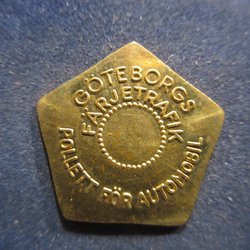 GÖTEBORGS
FÄRJETRAFIK
POLLETT FÖR AUTOMOBIL